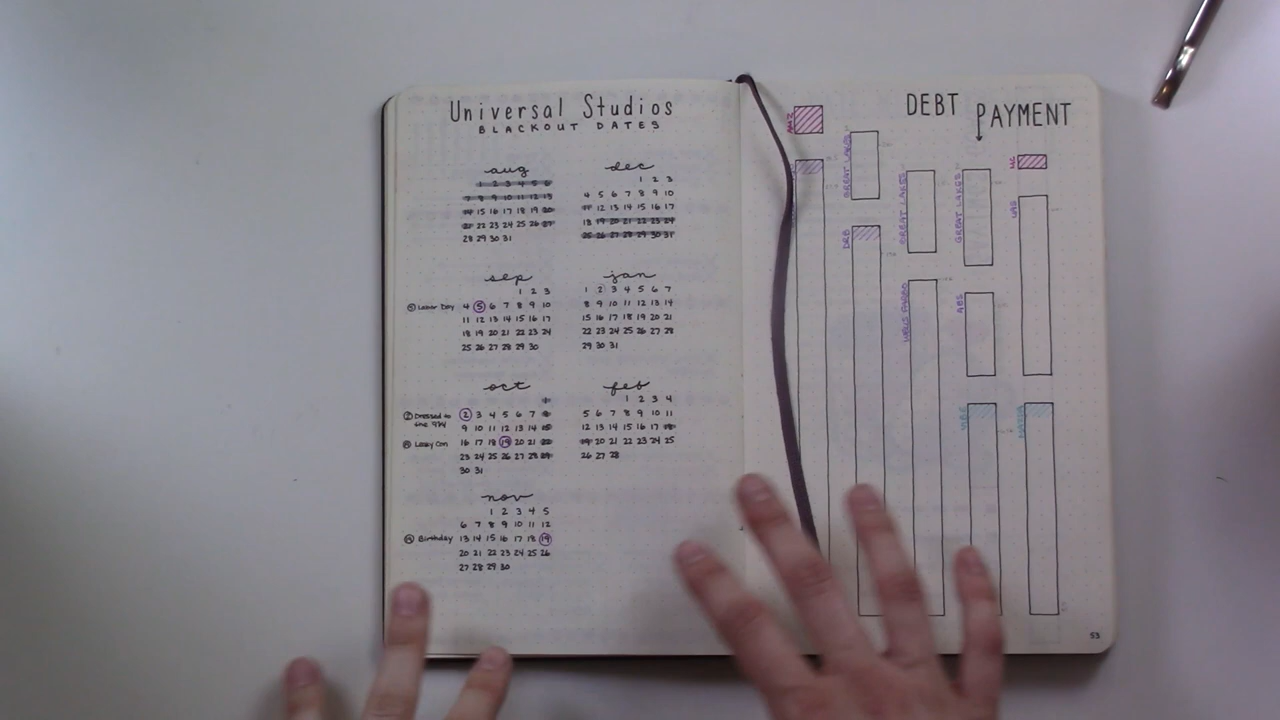 Universal Studios
BLACKOUT DATES
aug
1 2 3 4 5 6
7 8 9 10 11 12 13
14 15 16 17 18 19 20
21 22 23 24 25 26 27
28 29 30 31
dec
1 2 3
4 5 6 7 8 9 10
11 12 13 14 15 16 17
18 19 20 21 22 23 24
25 26 27 28 29 30 31
sep
1 2 3
⑤ Labor Day 4 5 6 7 8 9 10
11 12 13 14 15 16 17
18 19 20 21 22 23 24
25 26 27 28 29 30
jan
1 2 3 4 5 6 7
8 9 10 11 12 13 14
15 16 17 18 19 20 21
22 23 24 25 26 27 28
29 30 31
oct
1
② Dressed to 2 3 4 5 6 7 8
the 9 10 11 12 13 14 15
16 17 18 19 20 21 22
23 24 25 26 27 28 29
30 31
feb
1 2 3 4
5 6 7 8 9 10 11
12 13 14 15 16 17 18
19 20 21 22 23 24 25
26 27 28
nov
1 2 3 4 5
6 7 8 9 10 11 12
⑲ Birthday 13 14 15 16 17 18 19
20 21 22 23 24 25 26
27 28 29 30
DEBT PAYMENT
GREAT LAKES
DRB
GREAT LAKES
WELLS FARGO
GREAT LAKES
AES
53